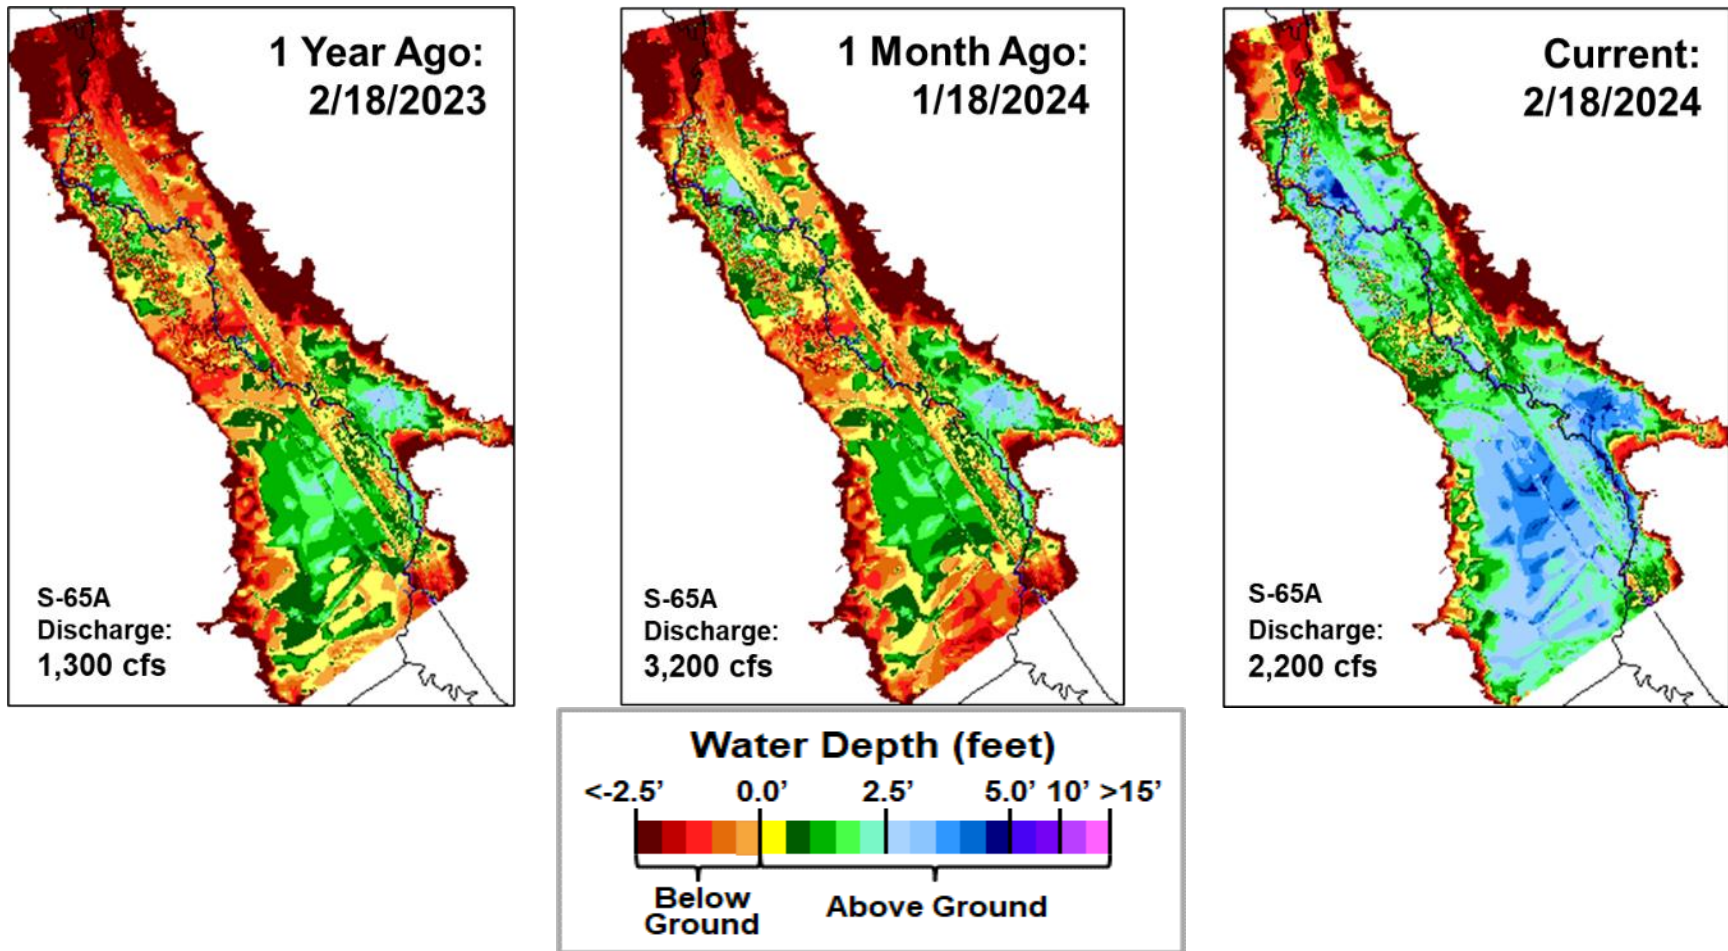 1 Year Ago:
2/18/2023
S-65A
Discharge:
1,300 cfs
1 Month Ago:
1/18/2024
S-65A
Discharge:
3,200 cfs
Current:
2/18/2024
S-65A
Discharge:
2,200 cfs
Water Depth (feet)
<-2.5’ 0.0’ 2.5’ 5.0’ 10’ >15’
Below
Ground
Above Ground